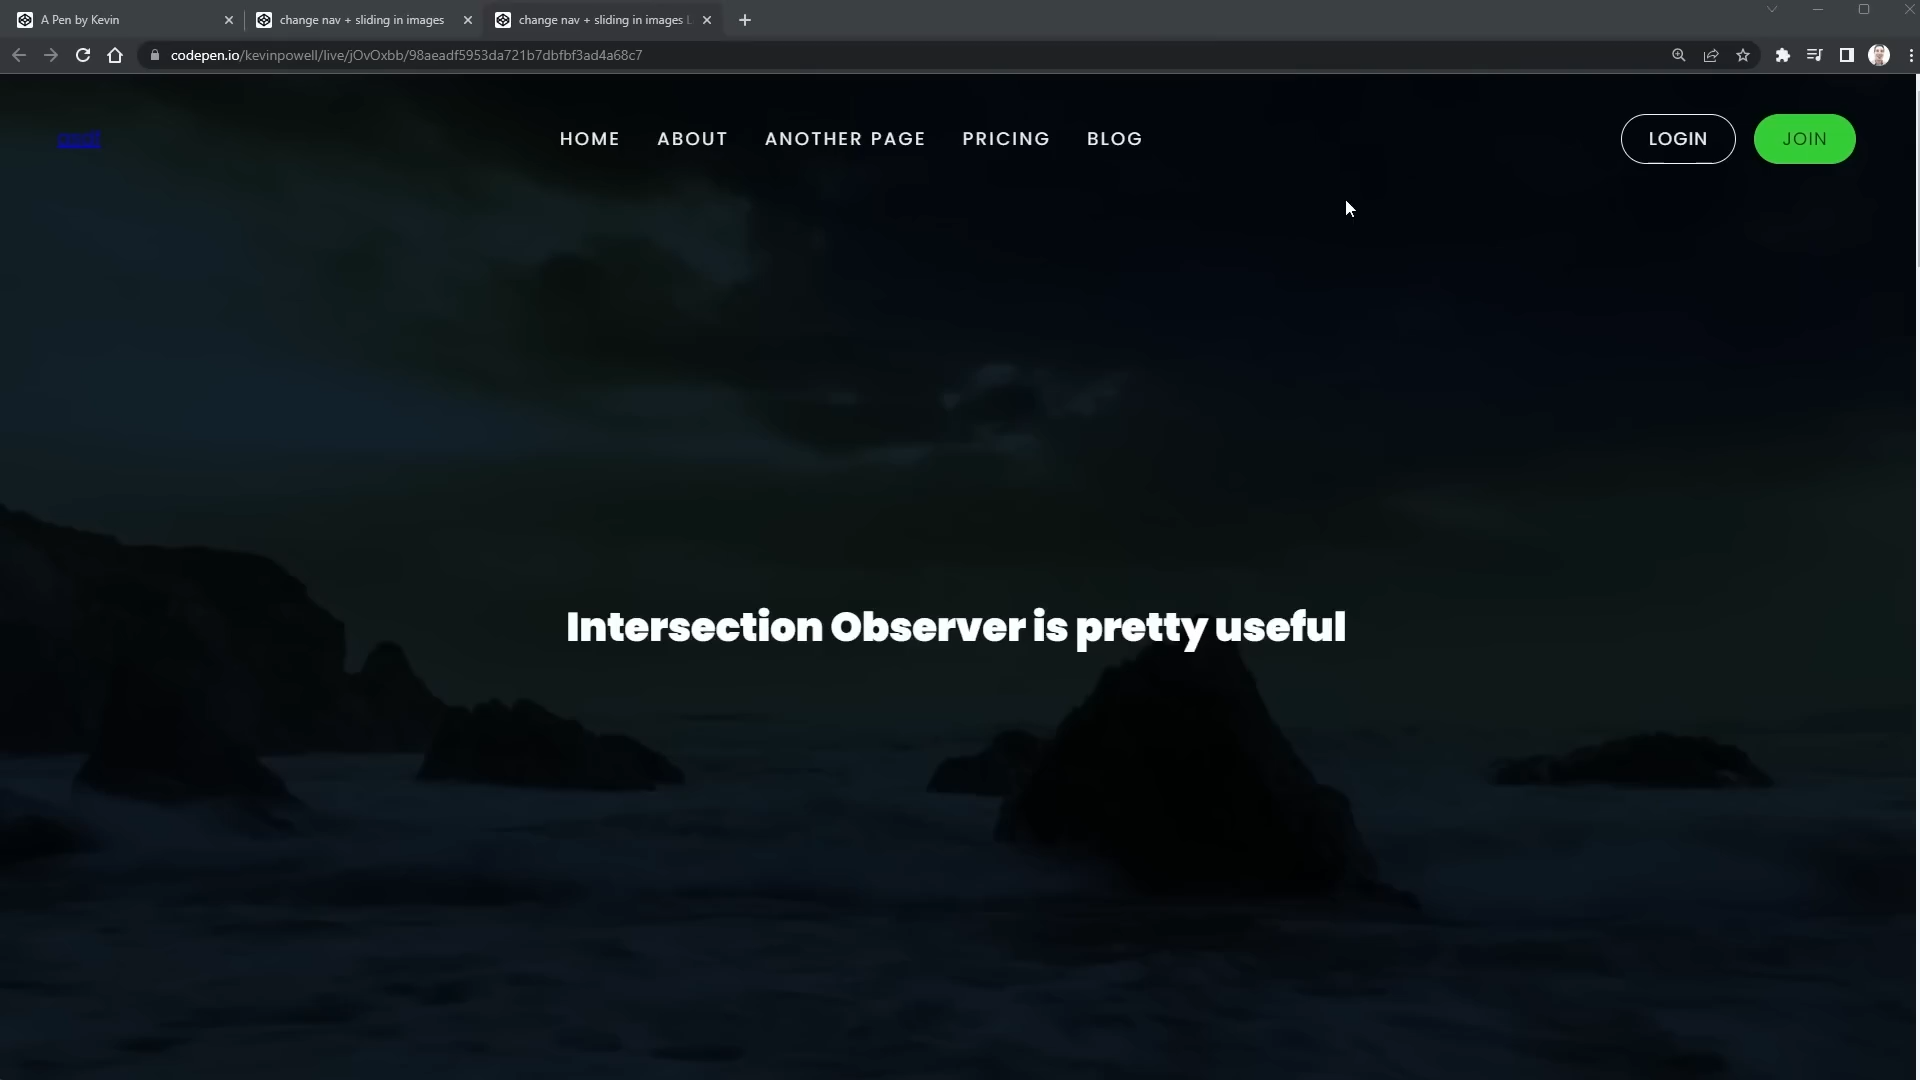 A Pen by Kevin
change nav + sliding in images
change nav + sliding in images
codepen.io/kevinpowell/live/jOvOxbb/98aeadf5953da721b7dbfbf3ad4a68c7
HOME ABOUT ANOTHER PAGE PRICING BLOG LOGIN JOIN
Intersection Observer is pretty useful